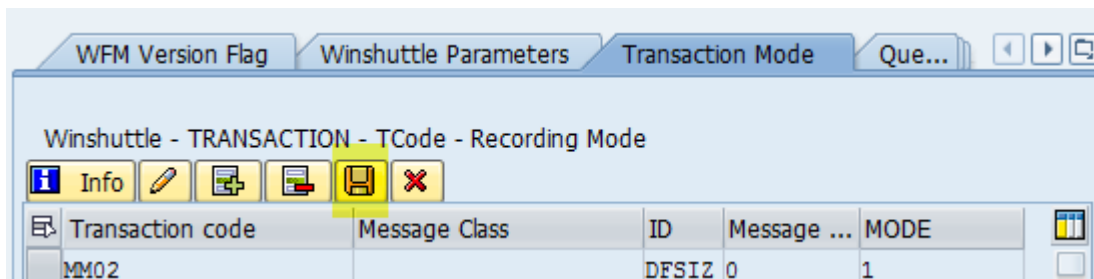 WFM Version Flag Winshuttle Parameters Transaction Mode Que...
Winshuttle - TRANSACTION - TCode - Recording Mode
Info
Transaction code Message Class ID Message ... MODE
MM02 DFSIZ 0 1